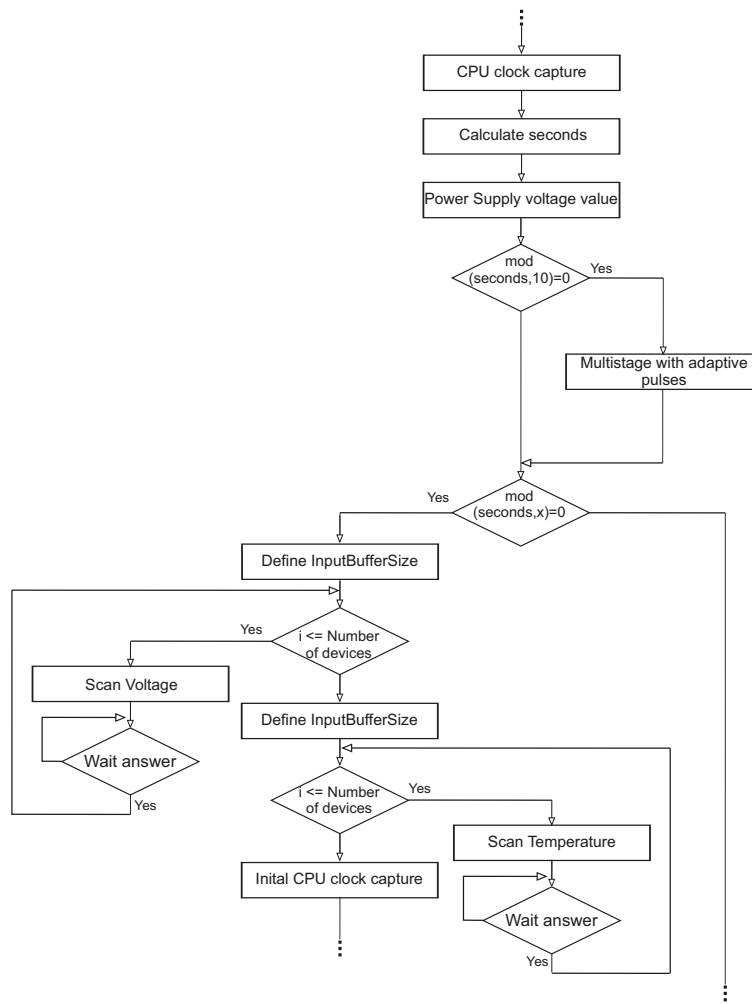 CPU clock capture
Calculate seconds
Power Supply voltage value
mod
(seconds,10)=0
Yes
Multistage with adaptive
pulses
mod
(seconds,x)=0
Yes
Define InputBufferSize
i <= Number
of devices
Yes
Scan Voltage
Wait answer
Yes
Define InputBufferSize
i <= Number
of devices
Yes
Scan Temperature
Wait answer
Yes
Inital CPU clock capture